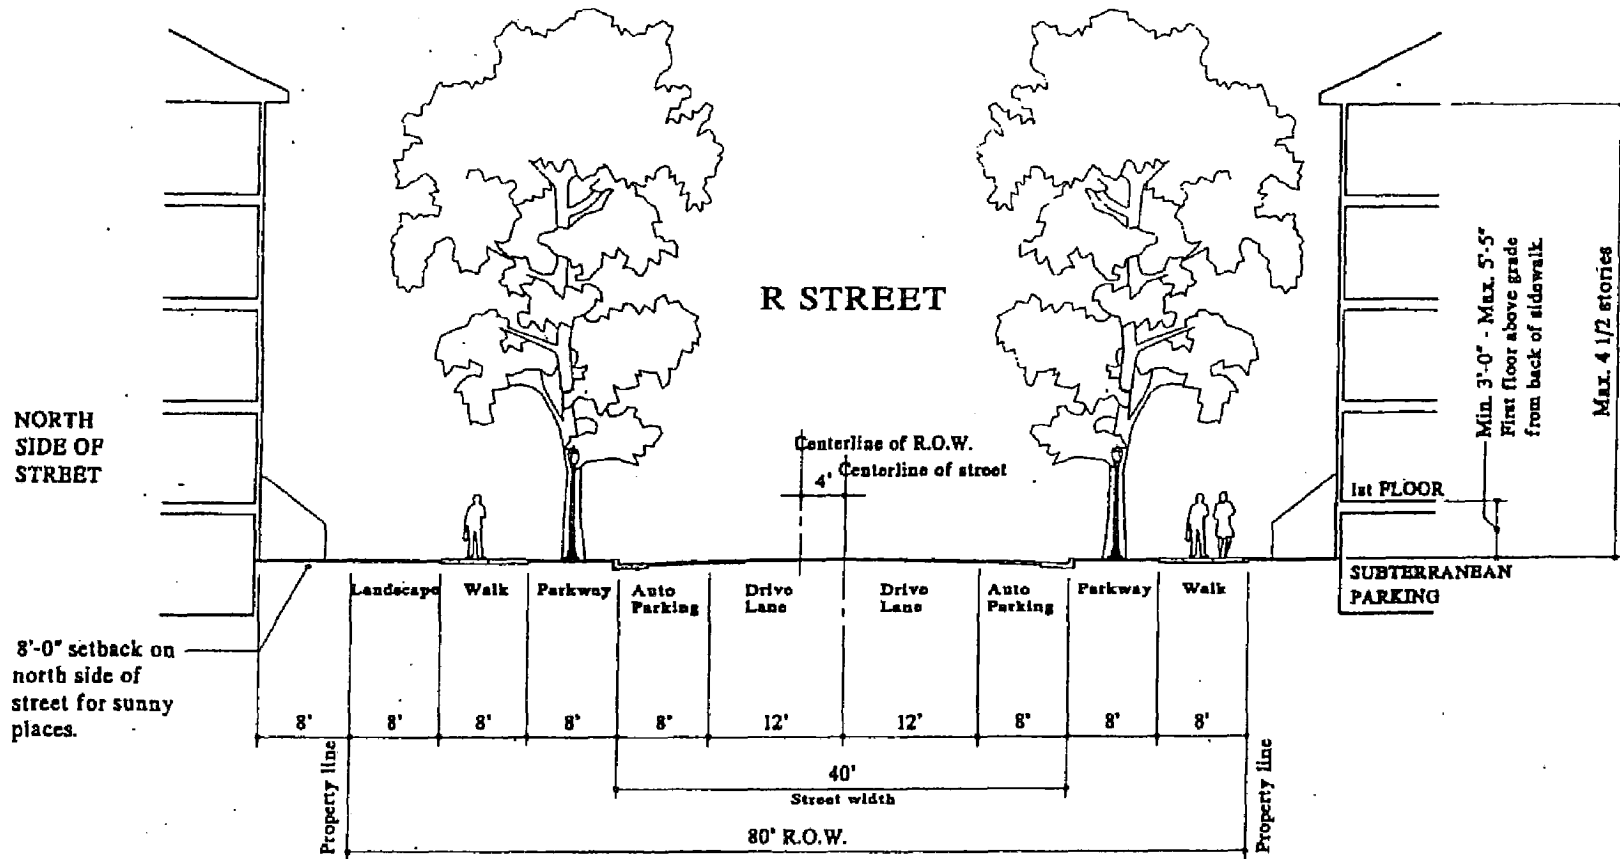 R STREET
NORTH
SIDE OF
STREET
Centerline of R.O.W.
4' Centerline of street
Min. 3'-0" - Max. 5'-5"
First floor above grade
from back of sidewalk.
Max. 4 1/2 stories
1st FLOOR
SUBTERRANEAN
PARKING
Landscape
Walk
Parkway
Auto
Parking
Drive
Lane
Drive
Lane
Auto
Parking
Parkway
Walk
8'-0" setback on
north side of
street for sunny
places.
8' 8' 8' 8' 8' 12' 12' 8' 8' 8'
Property line
40'
Street width
Property line
80' R.O.W.